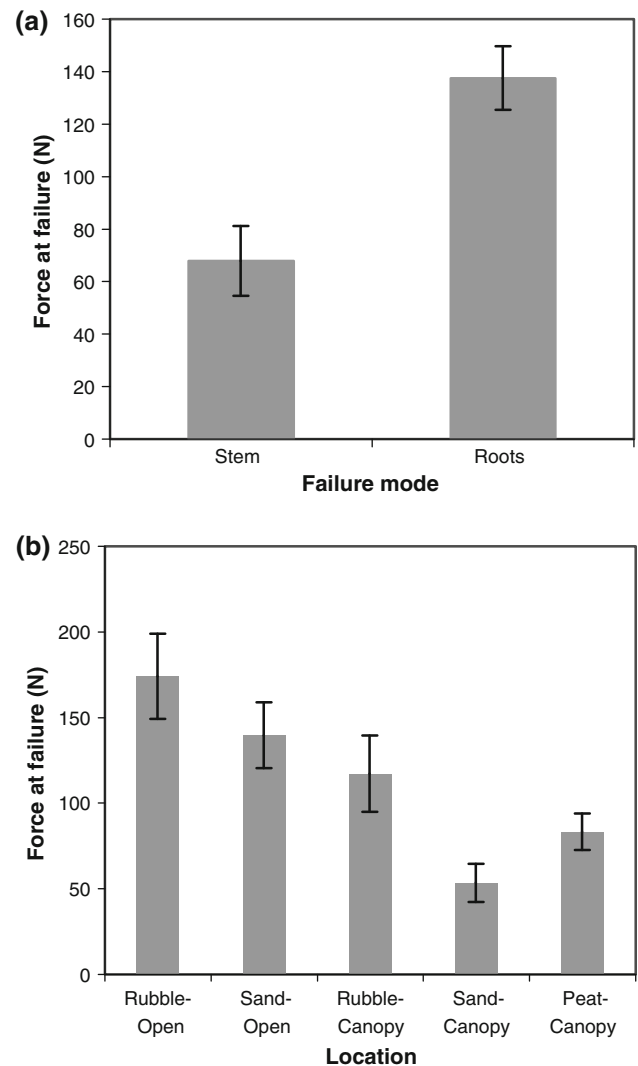 (a)
160
140
120
100
80
60
40
20
0
Force at failure (N)
Stem Roots
Failure mode
(b)
250
200
150
100
50
0
Force at failure (N)
Rubble- Sand- Rubble- Sand- Peat-
Open Open Canopy Canopy Canopy
Location